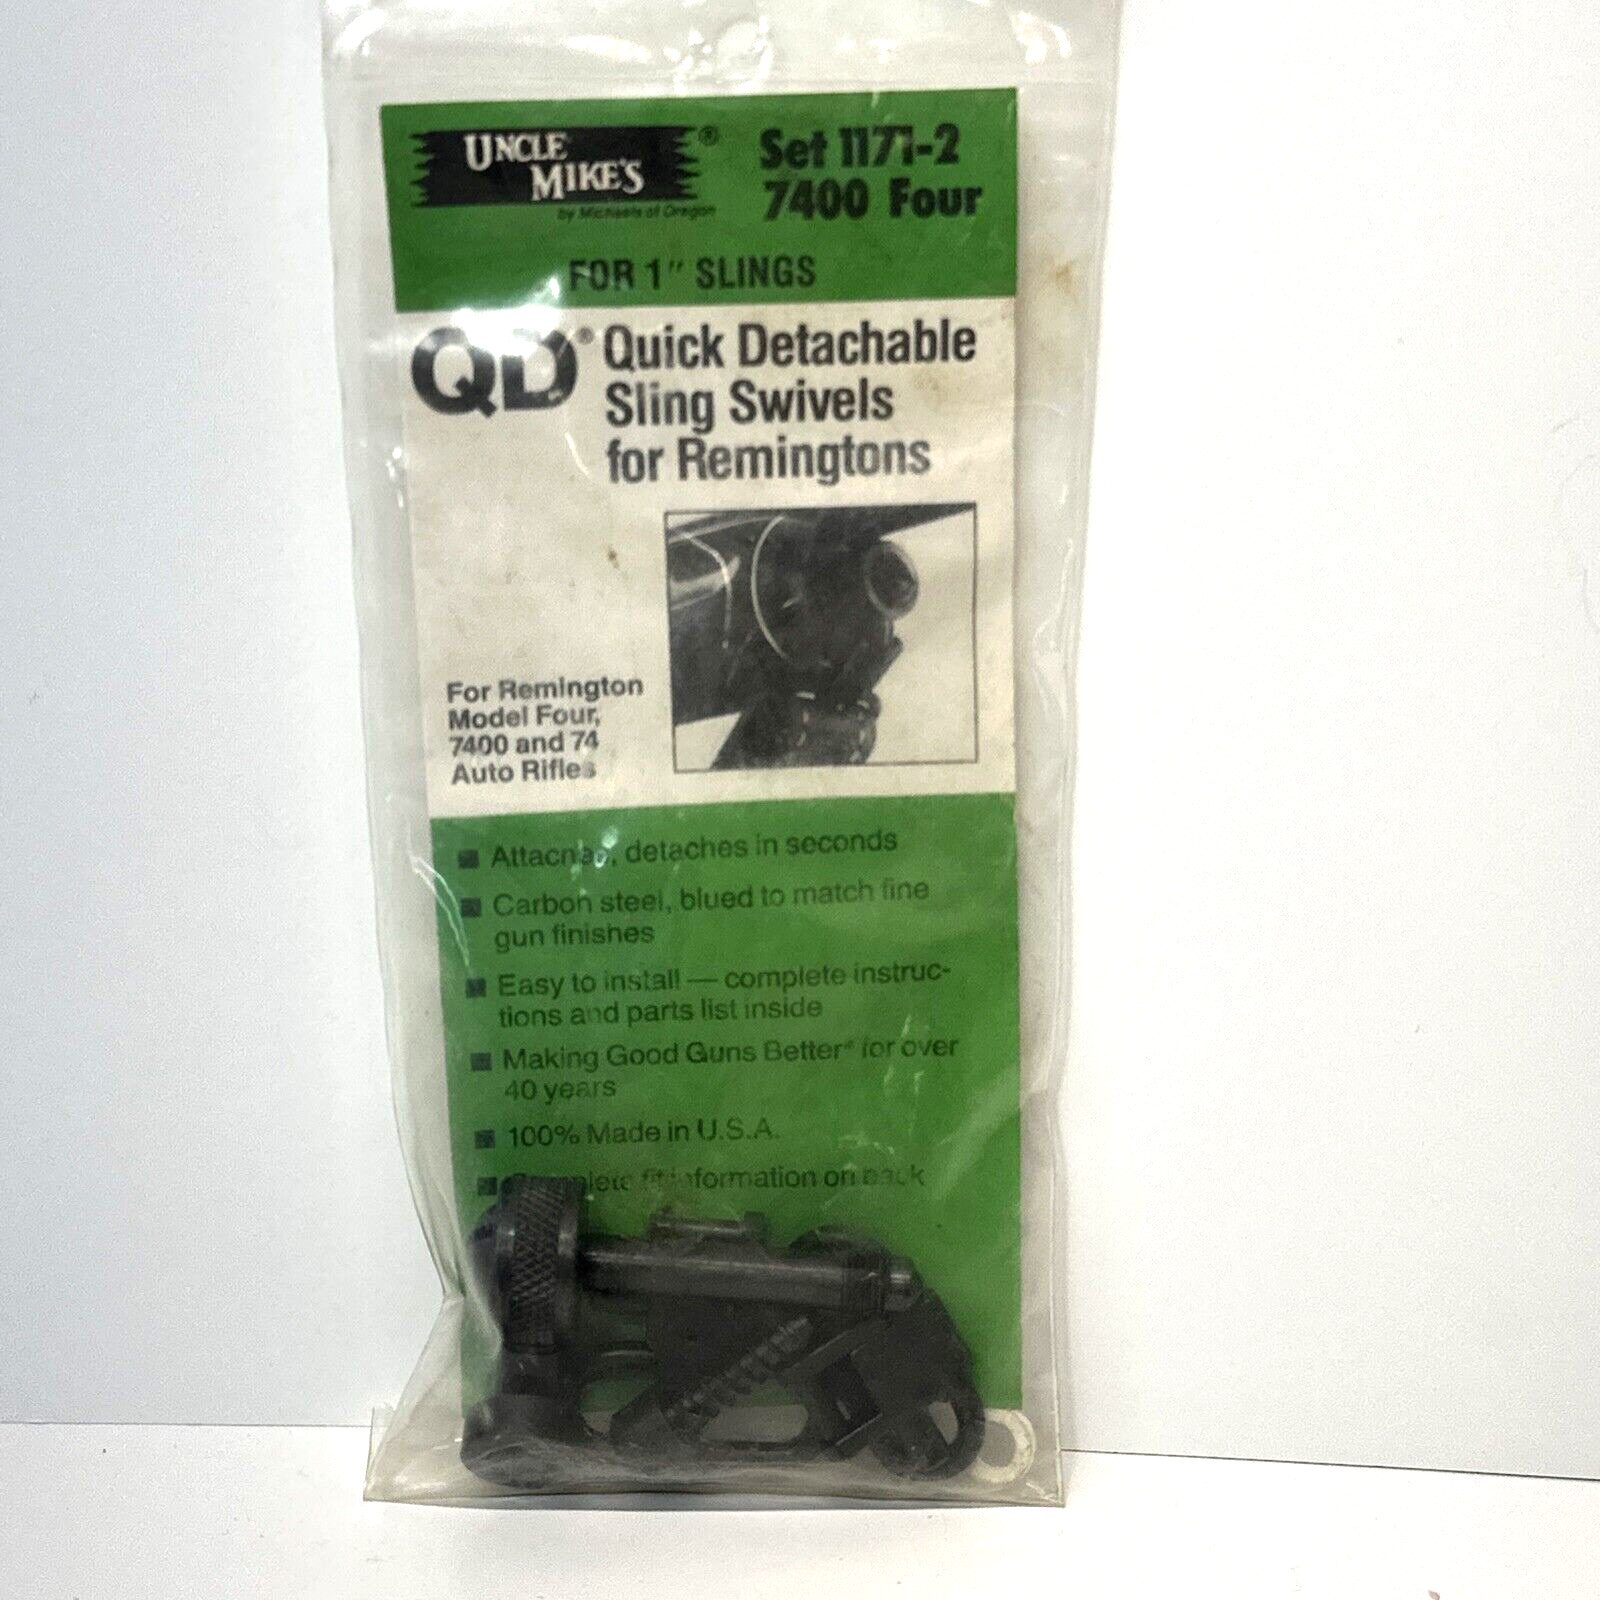 UNCLE
MIKE'S®
by Michaels of Oregon
Set 1171-2
7400 Four
FOR 1" SLINGS
QD® Quick Detachable
Sling Swivels
for Remingtons
For Remington
Model Four,
7400 and 74
Auto Rifles
■ Attaches, detaches in seconds
■ Carbon steel, blued to match fine
gun finishes
■ Easy to install — complete instruc-
tions and parts list inside
■ Making Good Guns Better® for over
40 years
■ 100% Made in U.S.A.
■ Complete fit information on back